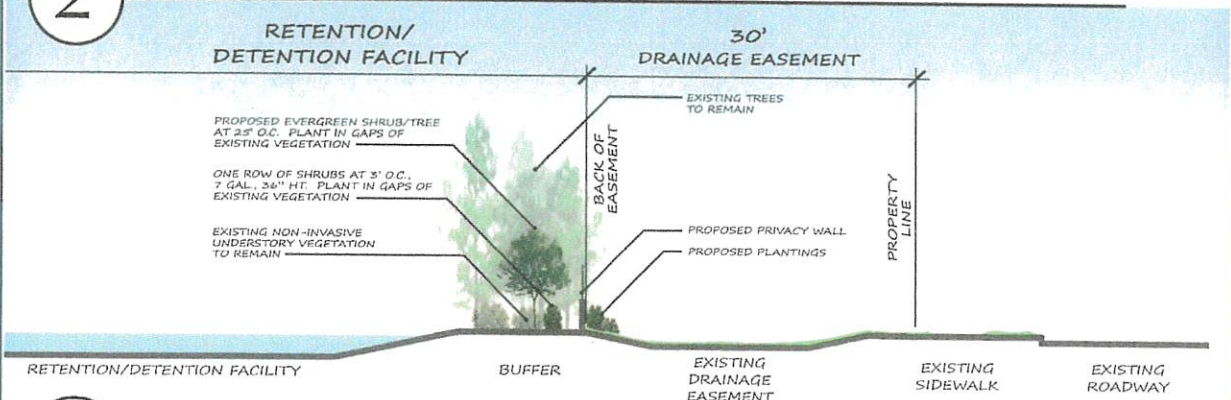 2
RETENTION/
DETENTION FACILITY
30'
DRAINAGE EASEMENT
PROPOSED EVERGREEN SHRUB/TREE
AT 25' O.C. PLANT IN GAPS OF
EXISTING VEGETATION
ONE ROW OF SHRUBS AT 3' O.C.,
7 GAL., 36" HT. PLANT IN GAPS OF
EXISTING VEGETATION
EXISTING NON-INVASIVE
UNDERSTORY VEGETATION
TO REMAIN
EXISTING TREES
TO REMAIN
BACK OF
EASEMENT
PROPOSED PRIVACY WALL
PROPOSED PLANTINGS
PROPERTY
LINE
RETENTION/DETENTION FACILITY
BUFFER
EXISTING
DRAINAGE
EASEMENT
EXISTING
SIDEWALK
EXISTING
ROADWAY